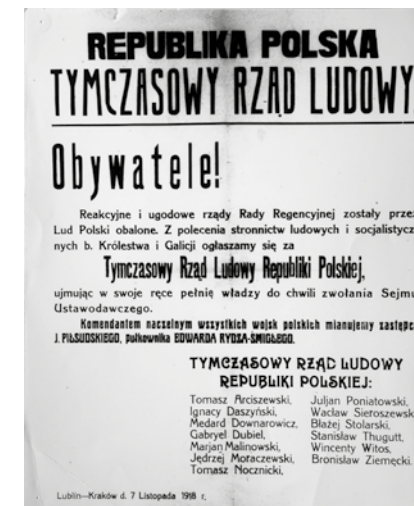 REPUBLIKA POLSKA
TYMCZASOWY RZĄD LUDOWY
Obywatele!
Reakcyjne i ugodowe rządy Rady Regencyjnej zostały przez
Lud Polski obalone. Z polecenia stronnictw ludowych i socjalistycz
nych b. Królestwa i Galicji ogłaszamy się za
Tymczasowy Rząd Ludowy Republiki Polskiej,
ujmując w swoje ręce pełnię władzy do chwili zwołania Sejmu
Ustawodawczego.
Komendantem naczelnym wszystkich wojsk polskich mianujemy zastępc
J. PIŁSUDSKIEGO, pułkownika EDWARDA RYDZA-ŚMIGŁEGO.
TYMCZASOWY RZĄD LUDOWY
REPUBLIKI POLSKIEJ:
Tomasz Arciszewski, Juljan Poniatowski,
Ignacy Daszyński, Wacław Sieroszewsk
Medard Downarowicz, Błażej Stolarski,
Gabryel Dubiel, Stanisław Thugutt,
Marjan Malinowski, Wincenty Witos,
Jędrzej Moraczewski, Bronisław Ziemięcki.
Tomasz Nocznicki,
Lublin—Kraków d. 7 Listopada 1918 r.